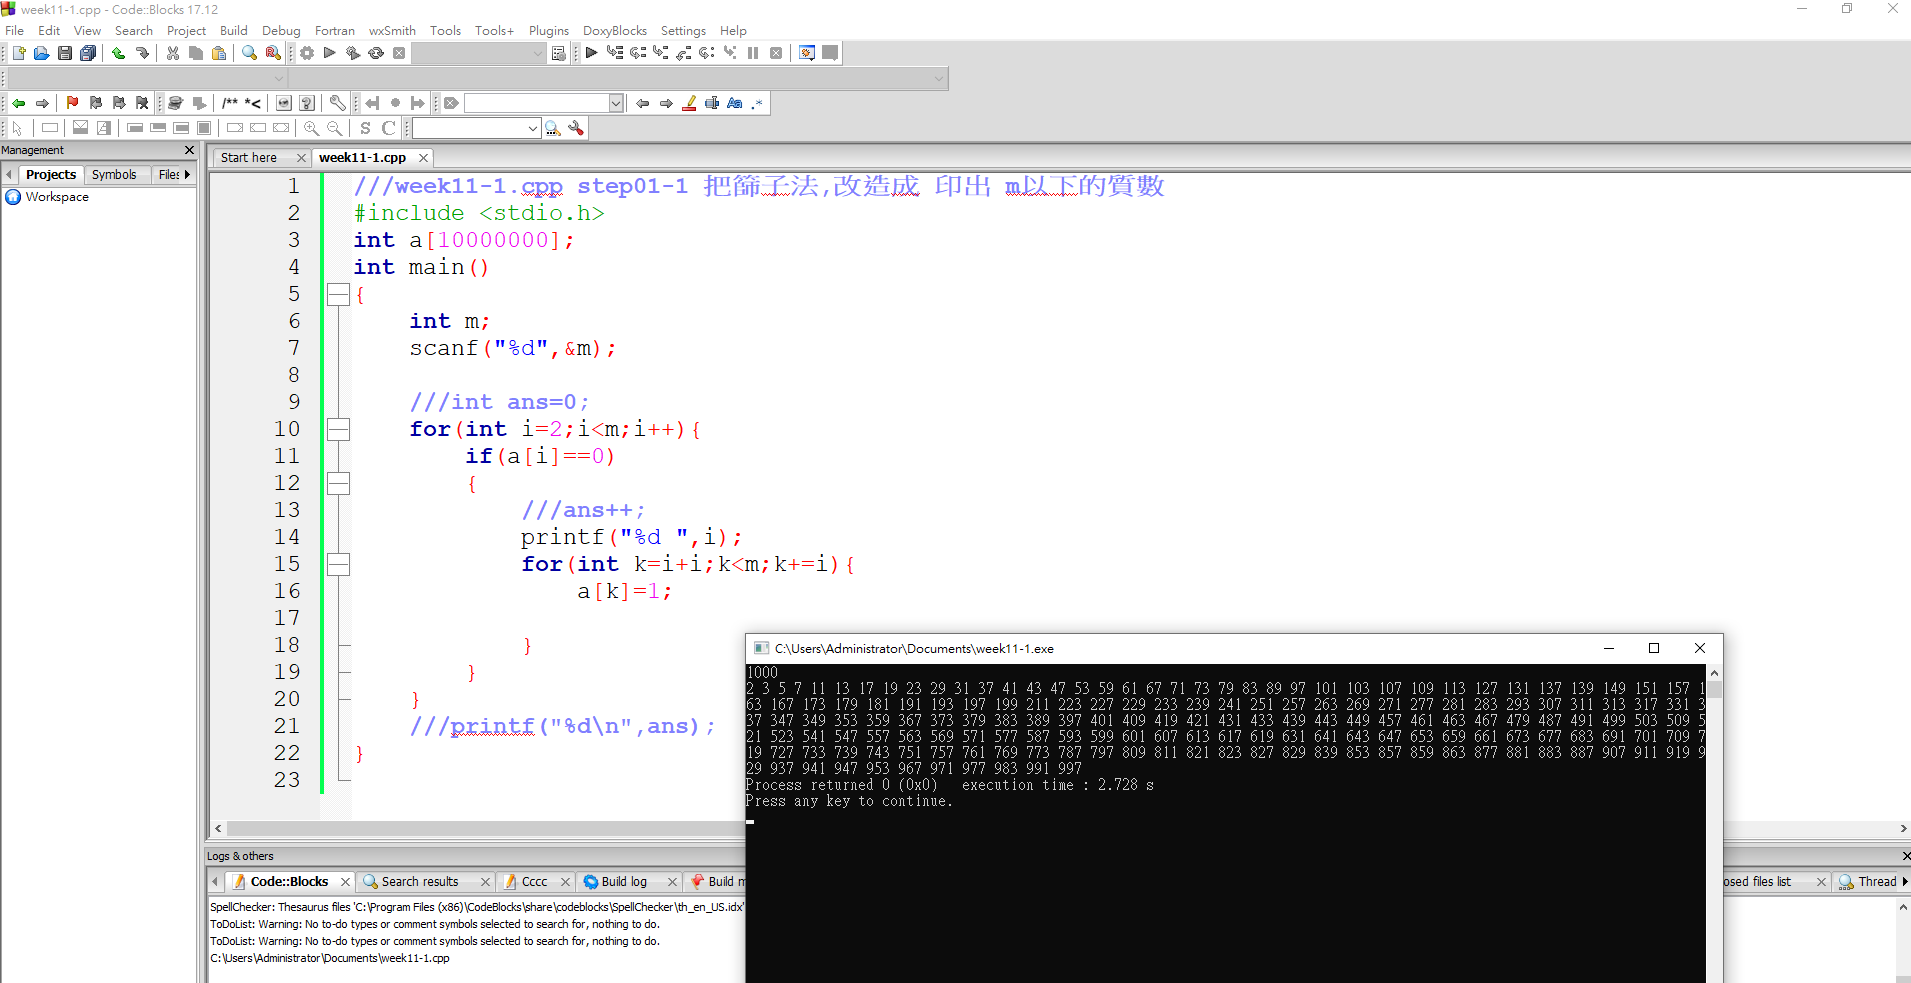 week11-1.cpp - Code::Blocks 17.12
File Edit View Search Project Build Debug Fortran wxSmith Tools Tools+ Plugins DoxyBlocks Settings Help
/** *<
S C
Management
Projects Symbols Files
Workspace
Start here week11-1.cpp
1 ///week11-1.cpp step01-1 把篩子法,改造成 印出 m以下的質數
2 #include <stdio.h>
3 int a[10000000];
4 int main()
5 {
6 int m;
7 scanf("%d",&m);
8
9 ///int ans=0;
10 for(int i=2;i<m;i++){
11 if(a[i]==0)
12 {
13 ///ans++;
14 printf("%d ",i);
15 for(int k=i+i;k<m;k+=i){
16 a[k]=1;
17
18 }
19 }
20 }
21 ///printf("%d\n",ans);
22 }
23
C:\Users\Administrator\Documents\week11-1.exe
1000
2 3 5 7 11 13 17 19 23 29 31 37 41 43 47 53 59 61 67 71 73 79 83 89 97 101 103 107 109 113 127 131 137 139 149 151 157 1
63 167 173 179 181 191 193 197 199 211 223 227 229 233 239 241 251 257 263 269 271 277 281 283 293 307 311 313 317 331 3
37 347 349 353 359 367 373 379 383 389 397 401 409 419 421 431 433 439 443 449 457 461 463 467 479 487 491 499 503 509 5
21 523 541 547 557 563 569 571 577 587 593 599 601 607 613 617 619 631 641 643 647 653 659 661 673 677 683 691 701 709 7
19 727 733 739 743 751 757 761 769 773 787 797 809 811 821 823 827 829 839 853 857 859 863 877 881 883 887 907 911 919 9
29 937 941 947 953 967 971 977 983 991 997
Process returned 0 (0x0) execution time : 2.728 s
Press any key to continue.
Logs & others
Code::Blocks Search results Cccc Build log Build m osed files list Thread
SpellChecker: Thesaurus files 'C:\Program Files (x86)\CodeBlocks\share\codeblocks\SpellChecker\th_en_US.idx'
ToDoList: Warning: No to-do types or comment symbols selected to search for, nothing to do.
ToDoList: Warning: No to-do types or comment symbols selected to search for, nothing to do.
C:\Users\Administrator\Documents\week11-1.cpp